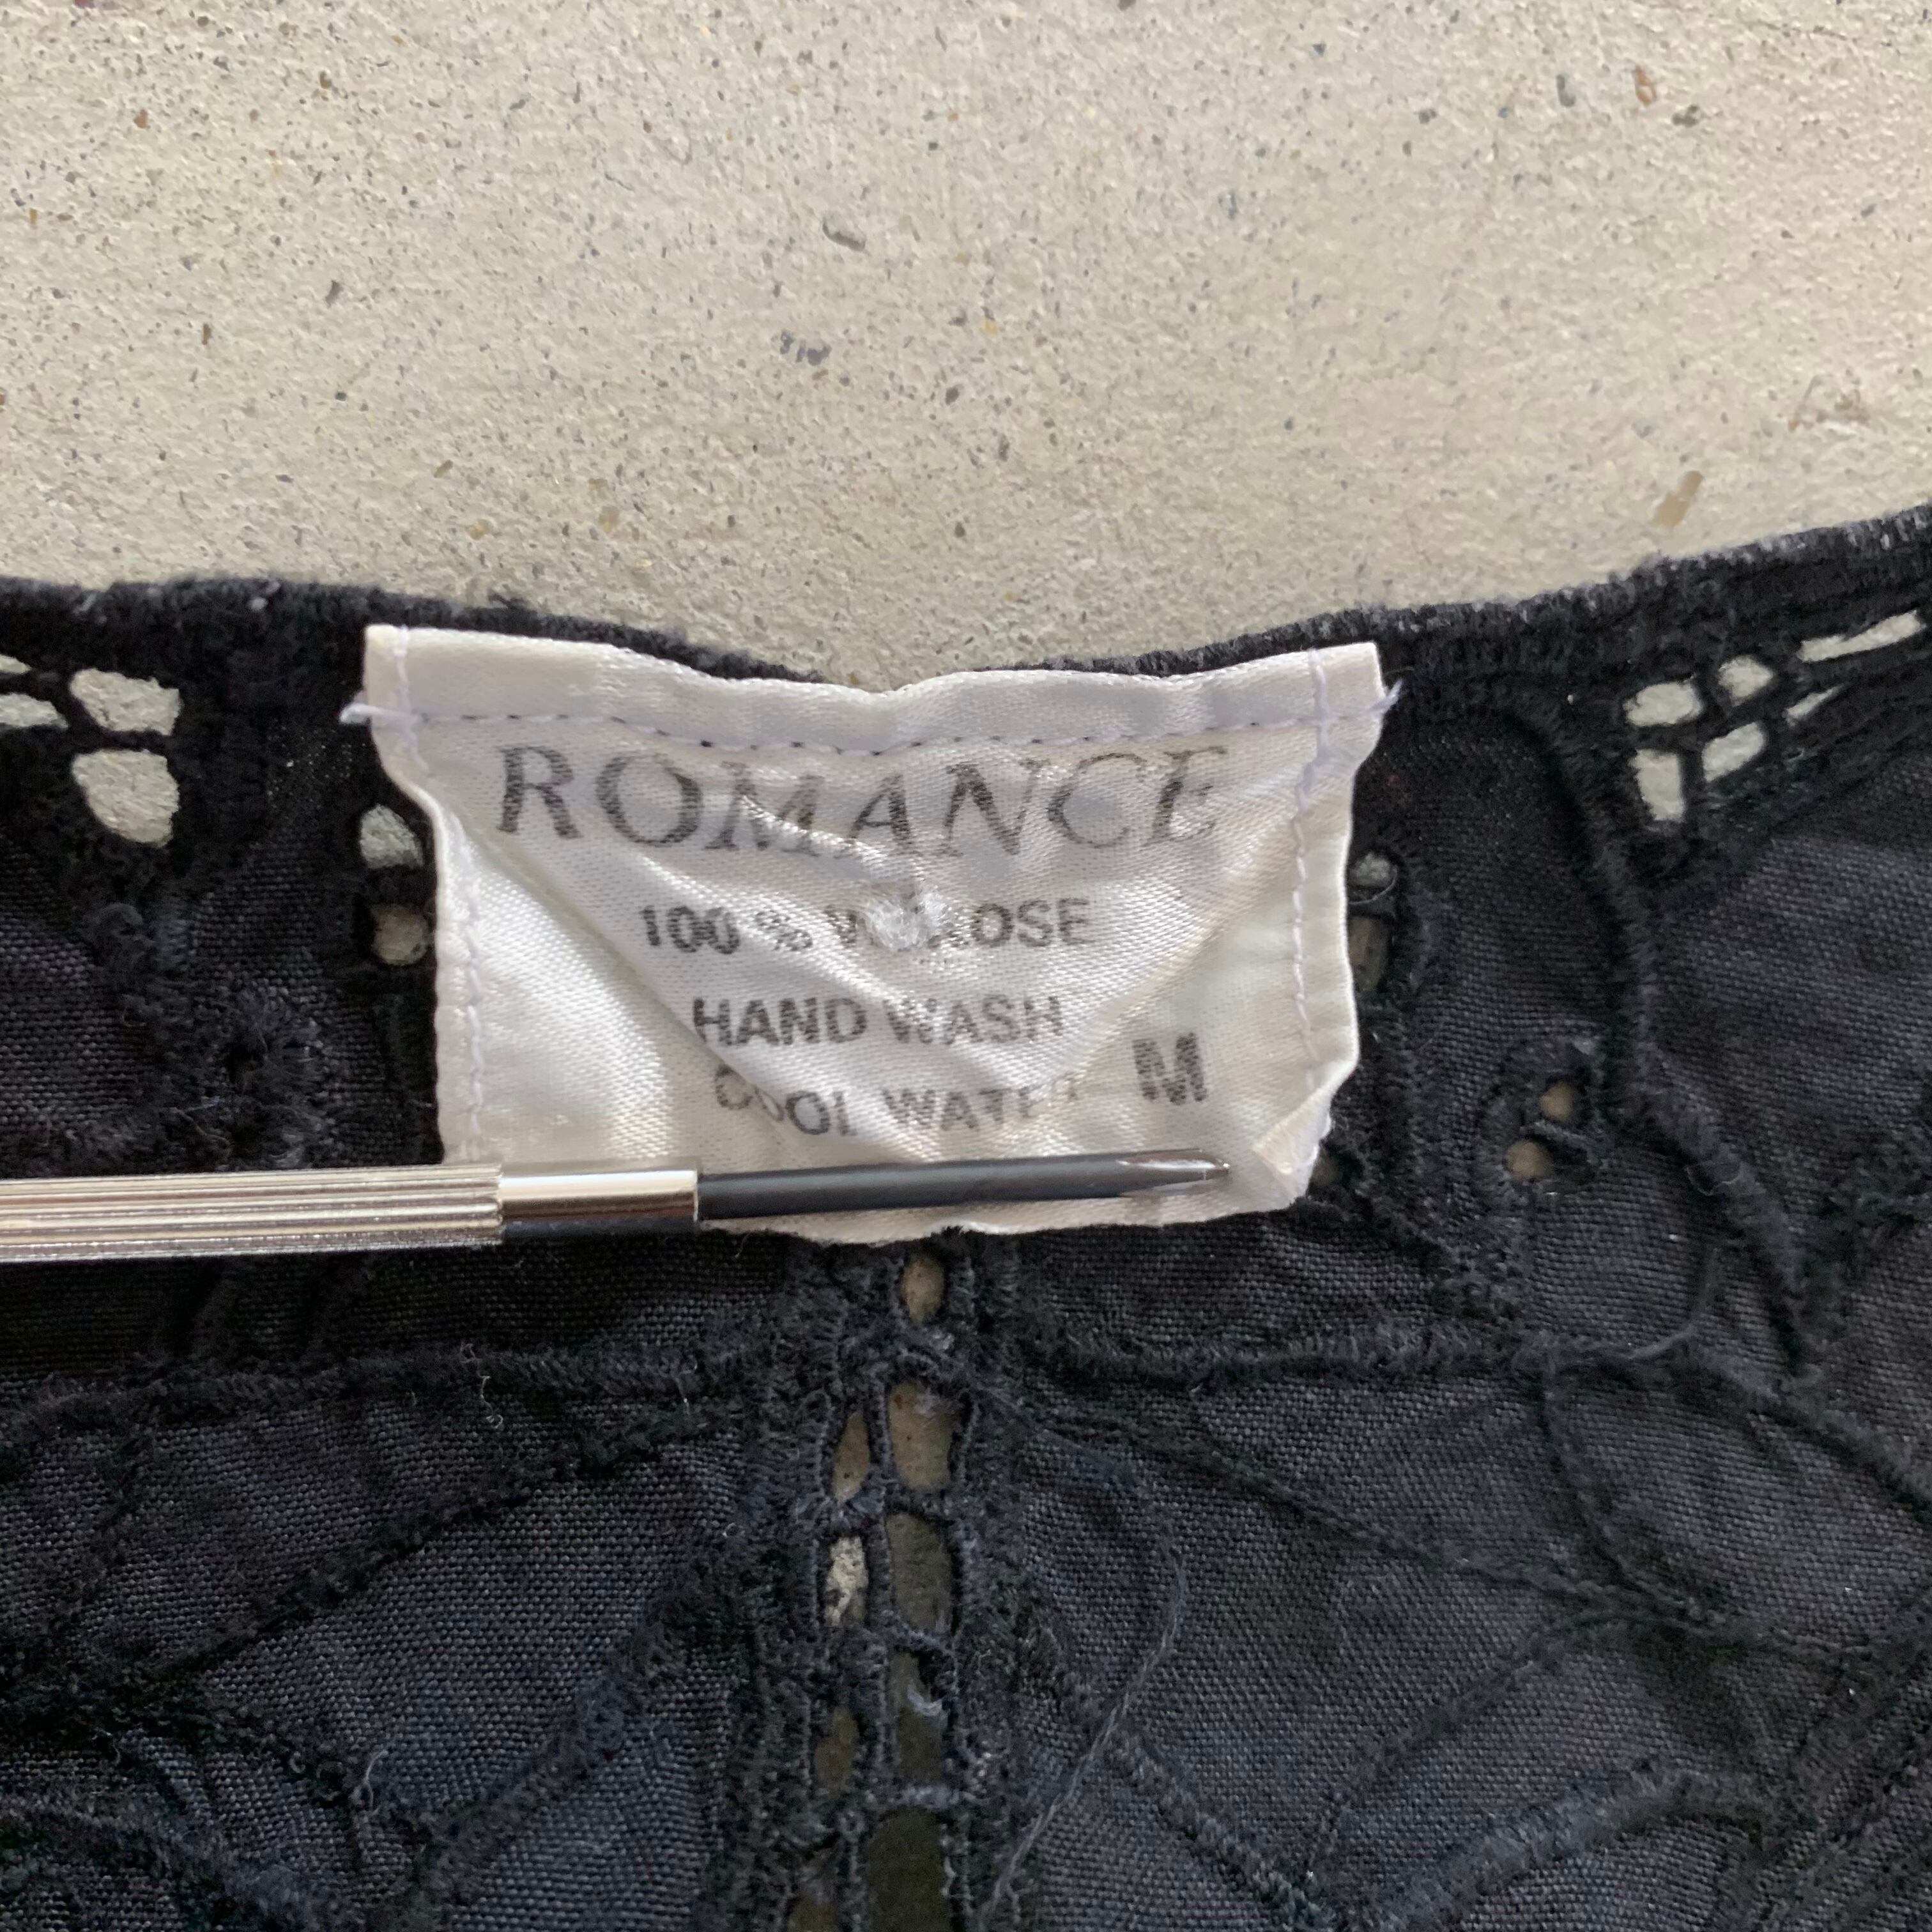 ROMANCE
100 %
HAND WASH
COOL WATER M